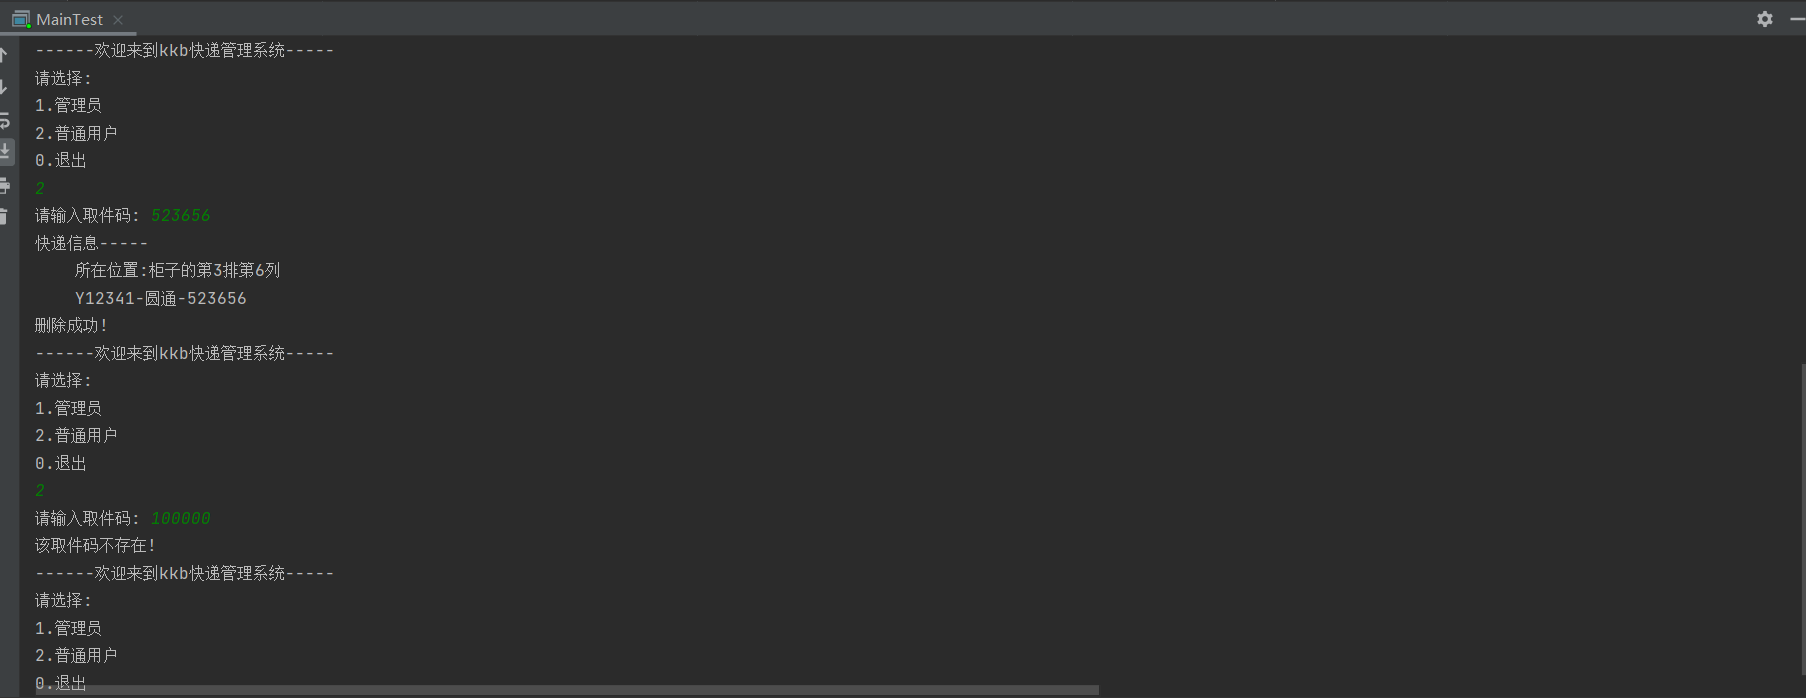 MainTest
------欢迎来到kkb快递管理系统-----
请选择:
1.管理员
2.普通用户
0.退出
2
请输入取件码: 523656
快递信息-----
所在位置:柜子的第3排第6列
Y12341-圆通-523656
删除成功!
------欢迎来到kkb快递管理系统-----
请选择:
1.管理员
2.普通用户
0.退出
2
请输入取件码: 100000
该取件码不存在!
------欢迎来到kkb快递管理系统-----
请选择:
1.管理员
2.普通用户
0.退出